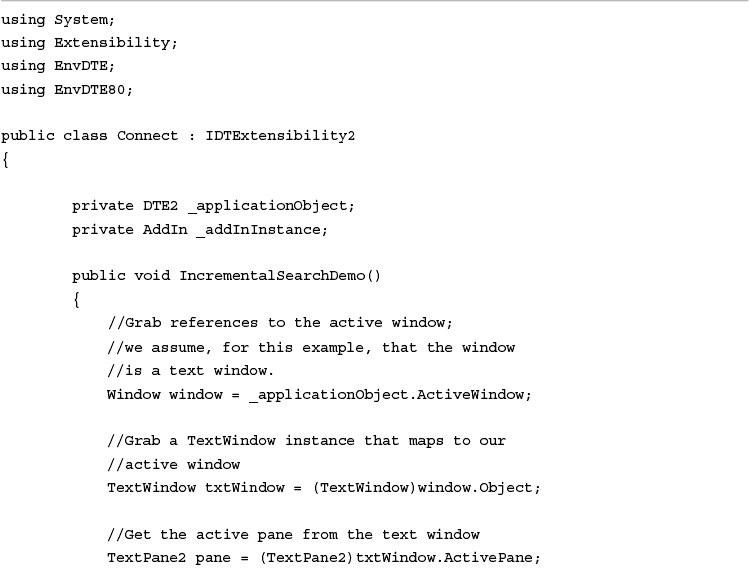 using System;
using Extensibility;
using EnvDTE;
using EnvDTE80;

public class Connect : IDTExtensibility2
{

        private DTE2 _applicationObject;
        private AddIn _addInInstance;

        public void IncrementalSearchDemo()
        {
            //Grab references to the active window;
            //we assume, for this example, that the window
            //is a text window.
            Window window = _applicationObject.ActiveWindow;

            //Grab a TextWindow instance that maps to our
            //active window
            TextWindow txtWindow = (TextWindow)window.Object;

            //Get the active pane from the text window
            TextPane2 pane = (TextPane2)txtWindow.ActivePane;